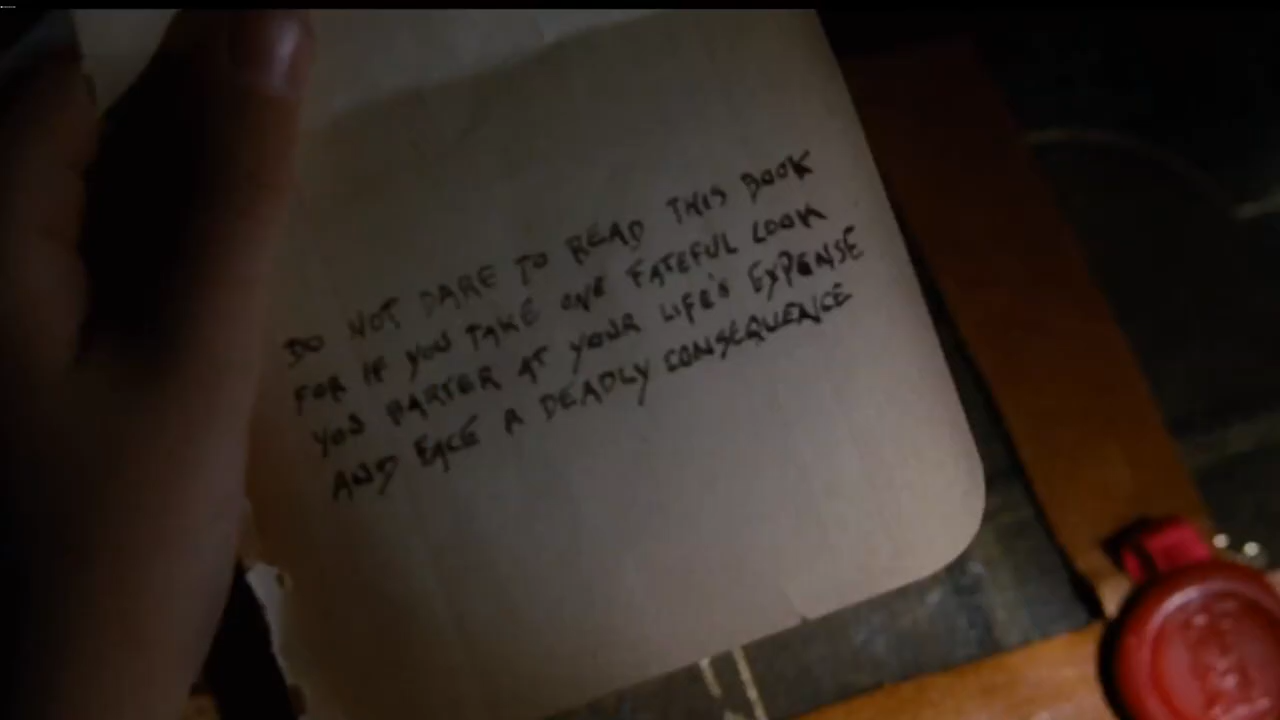 DO NOT DARE TO READ THIS BOOK
FOR IF YOU TAKE ONE FATEFUL LOOK
YOU BARTER AT YOUR LIFE'S EXPENSE
AND FACE A DEADLY CONSEQUENCE